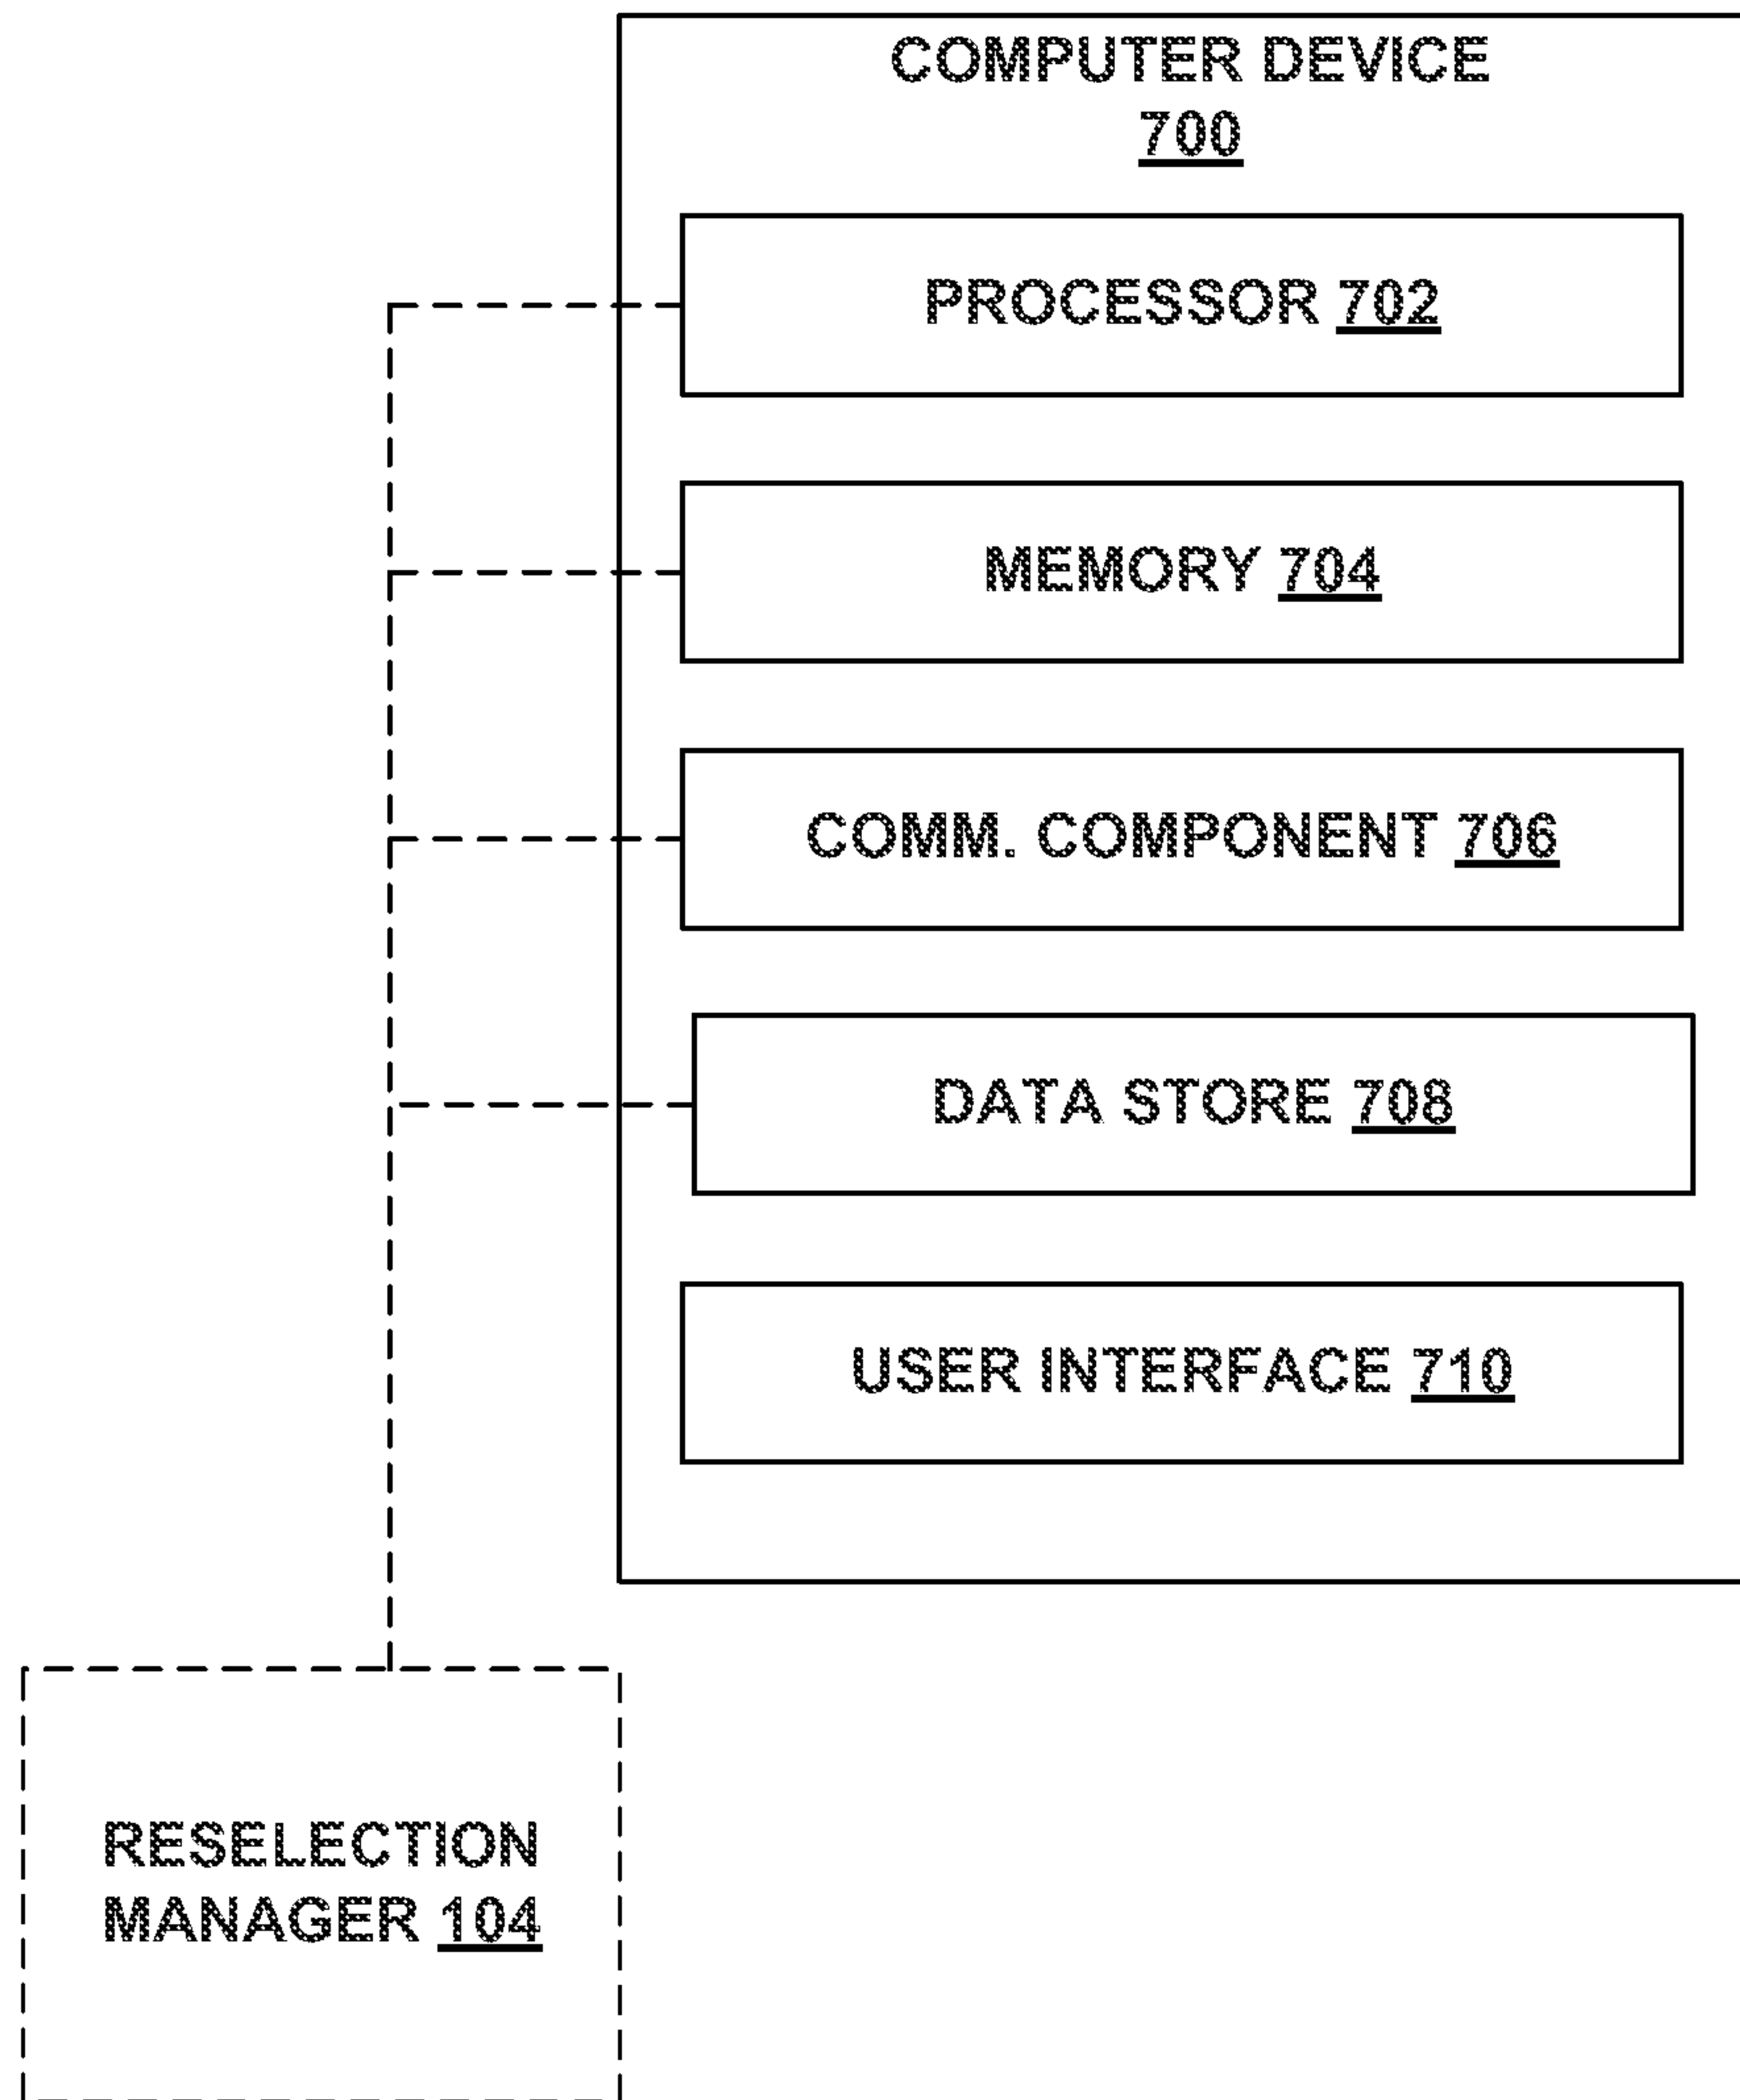 COMPUTER DEVICE
700
PROCESSOR 702
MEMORY 704
COMM. COMPONENT 706
DATA STORE 708
USER INTERFACE 710
RESELECTION
MANAGER 104